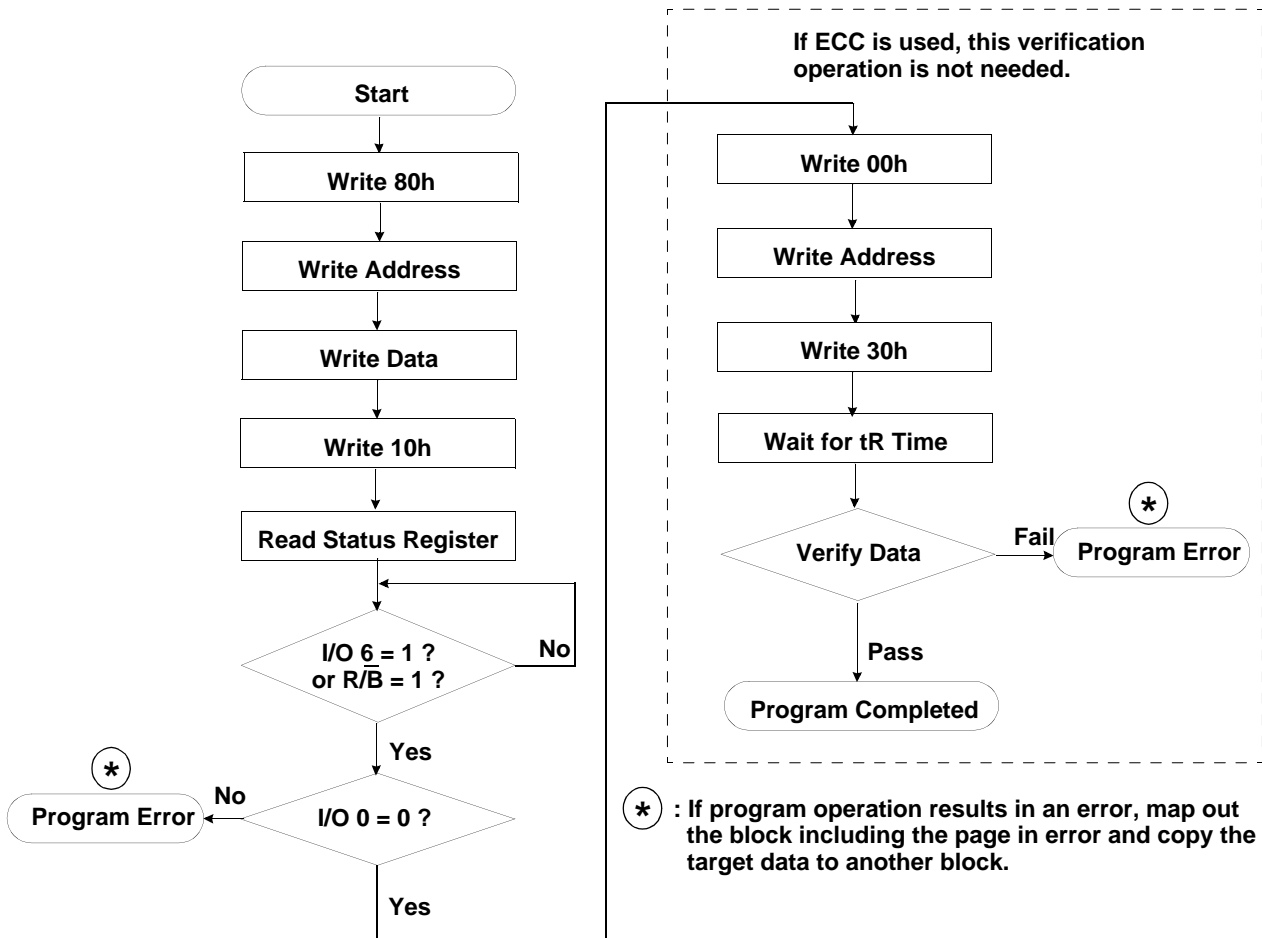 Start
Write 80h
Write Address
Write Data
Write 10h
Read Status Register
I/O 6 = 1 ?
or R/B̅ = 1 ?
No
Yes
*
Program Error
No
I/O 0 = 0 ?
Yes
If ECC is used, this verification
operation is not needed.
Write 00h
Write Address
Write 30h
Wait for tR Time
Verify Data
Fail
*
Program Error
Pass
Program Completed
* : If program operation results in an error, map out
the block including the page in error and copy the
target data to another block.